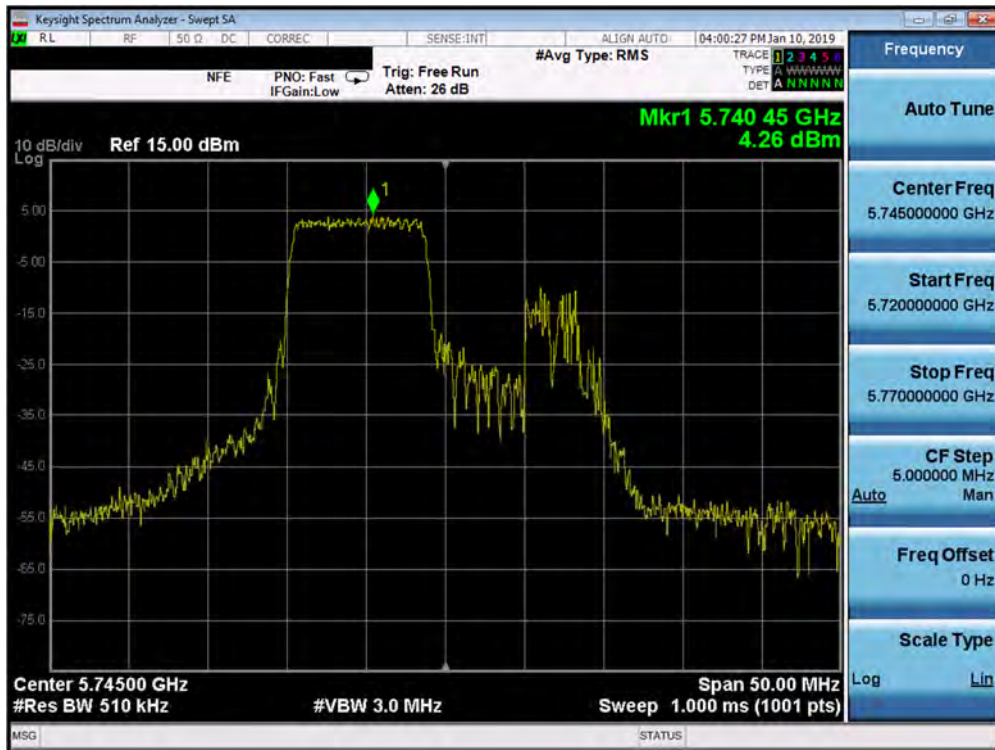 Keysight Spectrum Analyzer - Swept SA
RL RF 50 Ω DC CORREC SENSE:INT ALIGN AUTO 04:00:27 PM Jan 10, 2019
NFE PNO: Fast Trig: Free Run #Avg Type: RMS TRACE 1 2 3 4 5 6
IFGain:Low Atten: 26 dB TYPE A WWWWW
DET A N N N N N
Mkr1 5.740 45 GHz
4.26 dBm
10 dB/div Ref 15.00 dBm
Log
1
5.00
-5.00
-15.0
-25.0
-35.0
-45.0
-55.0
-65.0
-75.0
Center 5.74500 GHz Span 50.00 MHz
#Res BW 510 kHz #VBW 3.0 MHz Sweep 1.000 ms (1001 pts)
MSG STATUS
Frequency
Auto Tune
Center Freq
5.745000000 GHz
Start Freq
5.720000000 GHz
Stop Freq
5.770000000 GHz
CF Step
5.000000 MHz
Auto Man
Freq Offset
0 Hz
Scale Type
Log Lin